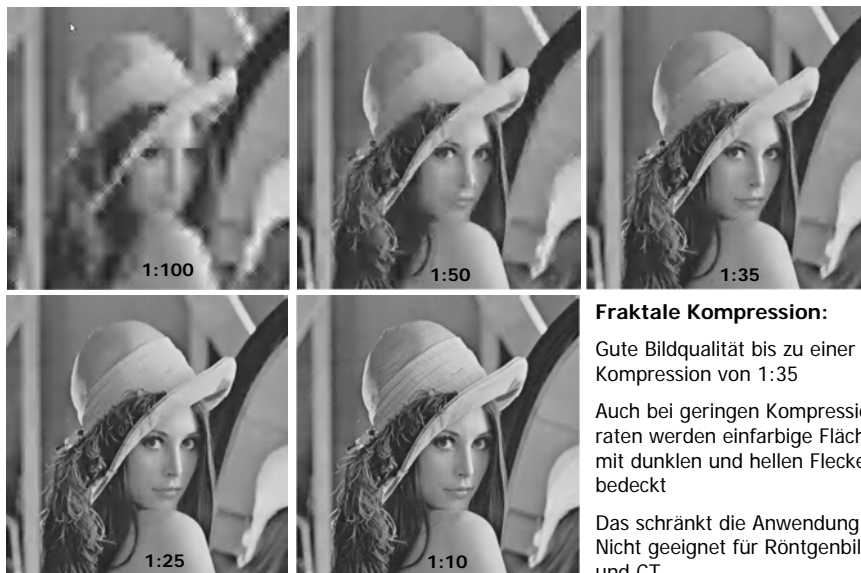 1:100
1:50
1:35
1:25
1:10
Fraktale Kompression:
Gute Bildqualität bis zu einer
Kompression von 1:35
Auch bei geringen
raten werden einfarbige
mit dunklen und hellen
bedeckt
Das schränkt die Anwendung
Nicht geeignet für
und CT